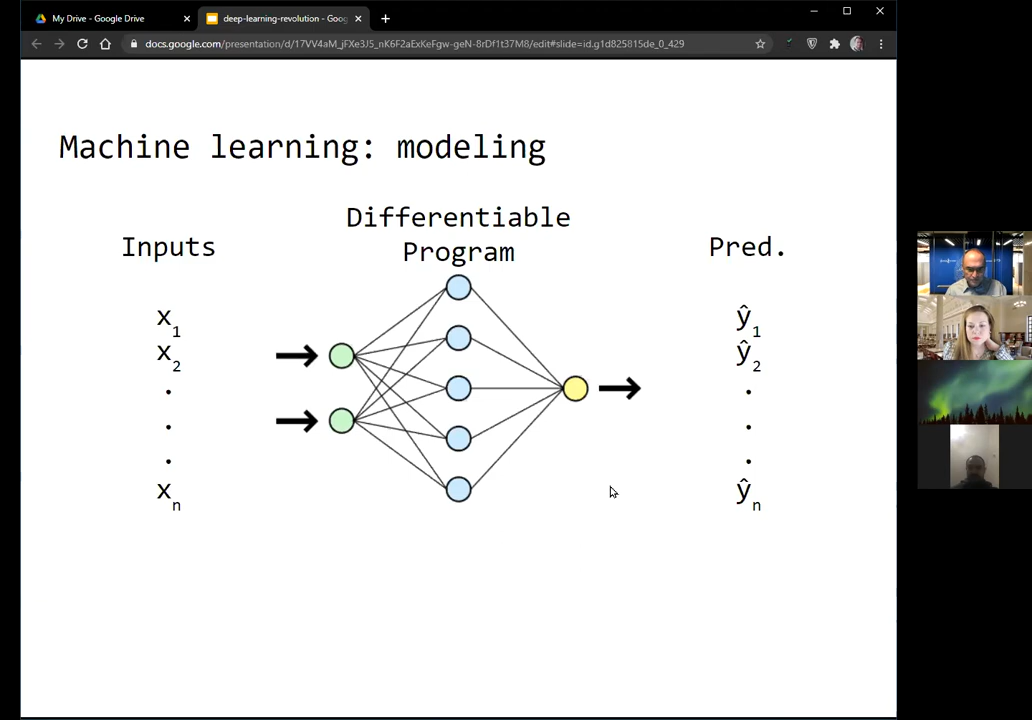 My Drive - Google Drive
deep-learning-revolution - Goog
docs.google.com/presentation/d/17VV4aM_jFXe3J5_nK6F2aExKeFgw-geN-8rDf1t37M8/edit#slide=id.g1d825815de_0_429
Machine learning: modeling
Differentiable
Program
Inputs
Pred.
x1
x2
.
.
.
xn
ŷ1
ŷ2
.
.
.
ŷn